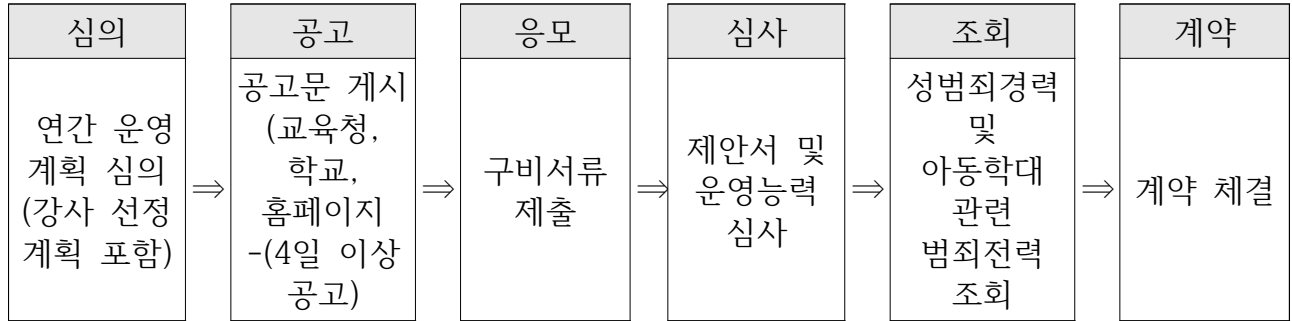 심의
연간 운영
계획 심의
(강사 선정
계획 포함)
⇒
공고
공고문 게시
(교육청,
학교,
홈페이지
-(4일 이상
공고)
⇒
응모
구비서류
제출
⇒
심사
제안서 및
운영능력
심사
⇒
조회
성범죄경력
및
아동학대
관련
범죄전력
조회
⇒
계약
계약 체결